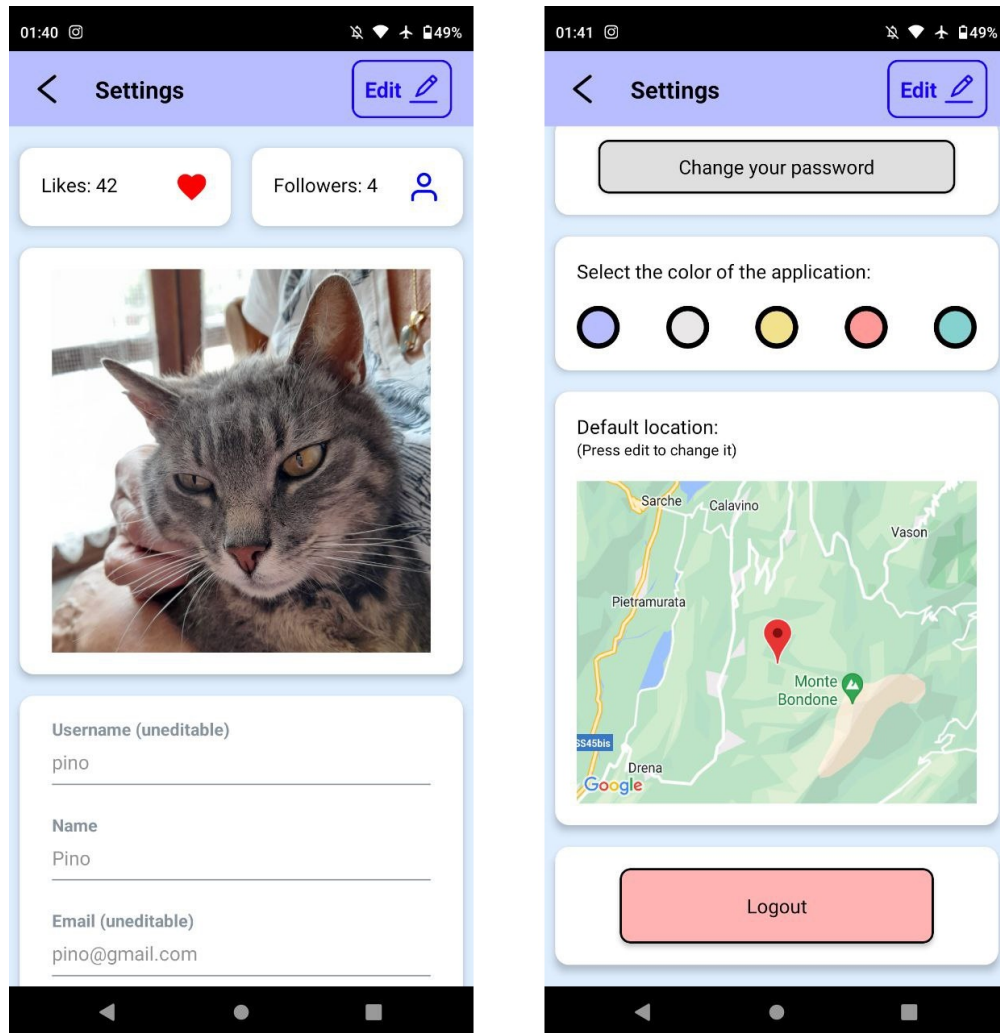 01:40
49%
Settings
Edit
Likes: 42
Followers: 4
Username (uneditable)
pino
Name
Pino
Email (uneditable)
pino@gmail.com
01:41
49%
Settings
Edit
Change your password
Select the color of the application:
Default location:
(Press edit to change it)
Sarche
Calavino
Vason
Pietramurata
Monte
Bondone
SS45bis
Drena
Google
Logout